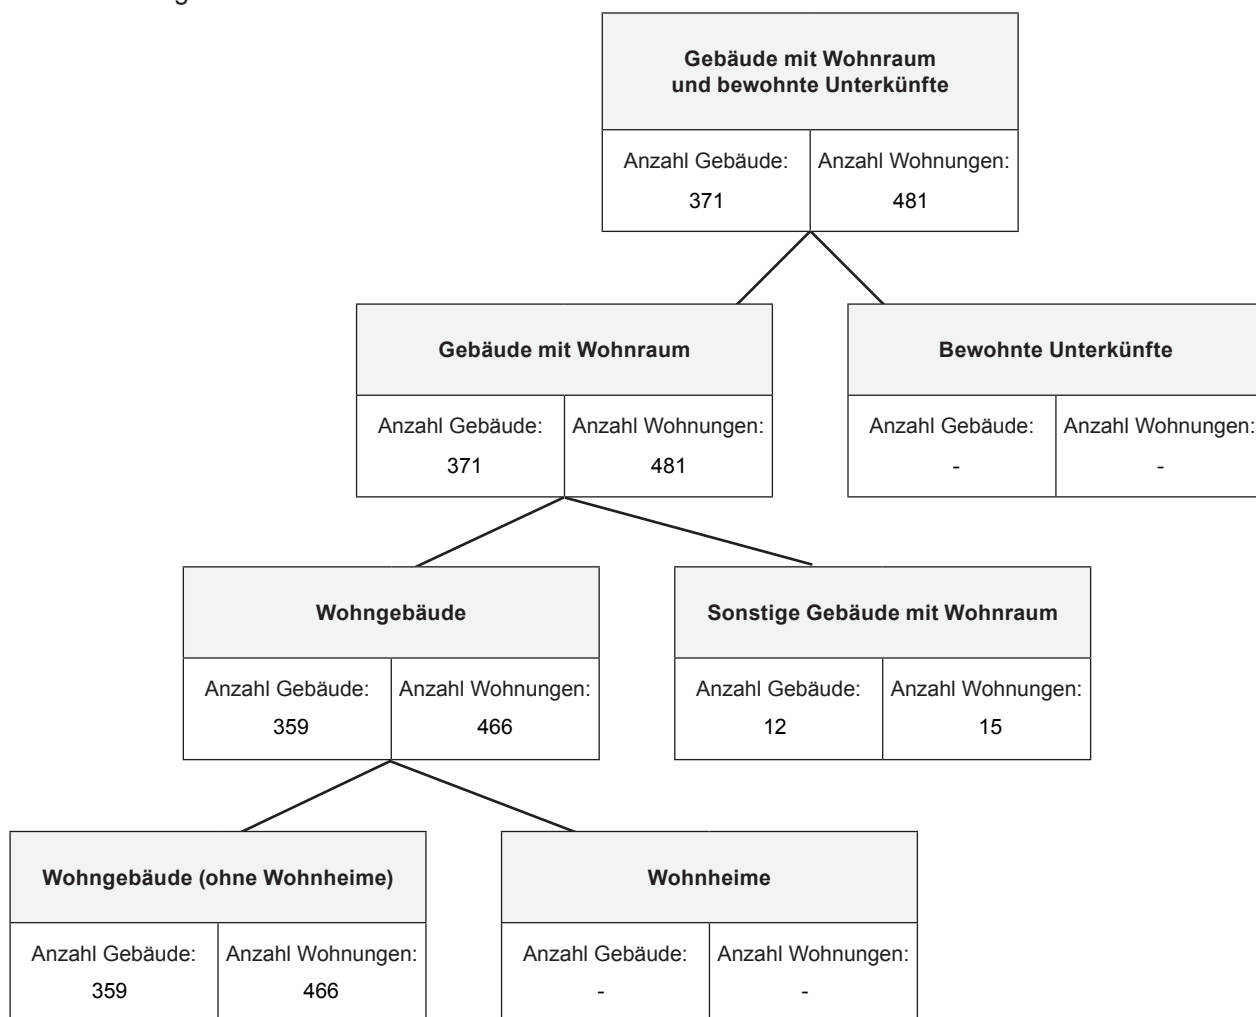 Gebäude mit Wohnraum
und bewohnte Unterkünfte
Anzahl Gebäude: Anzahl Wohnungen:
371 481
Gebäude mit Wohnraum
Bewohnte Unterkünfte
Anzahl Gebäude: Anzahl Wohnungen:
371 481
Anzahl Gebäude: Anzahl Wohnungen:
- -
Wohngebäude
Sonstige Gebäude mit Wohnraum
Anzahl Gebäude: Anzahl Wohnungen:
359 466
Anzahl Gebäude: Anzahl Wohnungen:
12 15
Wohngebäude (ohne Wohnheime)
Wohnheime
Anzahl Gebäude: Anzahl Wohnungen:
359 466
Anzahl Gebäude: Anzahl Wohnungen:
- -